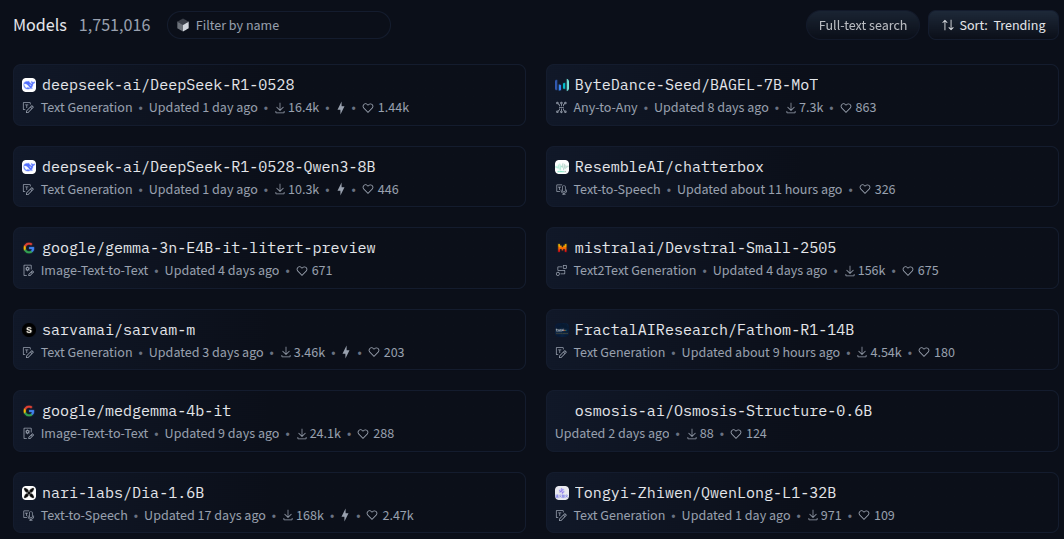 Models 1,751,016 Filter by name Full-text search Sort: Trending
deepseek-ai/DeepSeek-R1-0528
Text Generation • Updated 1 day ago • 16.4k • • 1.44k
ByteDance-Seed/BAGEL-7B-MoT
Any-to-Any • Updated 8 days ago • 7.3k • 863
deepseek-ai/DeepSeek-R1-0528-Qwen3-8B
Text Generation • Updated 1 day ago • 10.3k • • 446
ResembleAI/chatterbox
Text-to-Speech • Updated about 11 hours ago • 326
google/gemma-3n-E4B-it-litert-preview
Image-Text-to-Text • Updated 4 days ago • 671
mistralai/Devstral-Small-2505
Text2Text Generation • Updated 4 days ago • 156k • 675
sarvamai/sarvam-m
Text Generation • Updated 3 days ago • 3.46k • • 203
FractalAIResearch/Fathom-R1-14B
Text Generation • Updated about 9 hours ago • 4.54k • 180
google/medgemma-4b-it
Image-Text-to-Text • Updated 9 days ago • 24.1k • 288
osmosis-ai/Osmosis-Structure-0.6B
Updated 2 days ago • 88 • 124
nari-labs/Dia-1.6B
Text-to-Speech • Updated 17 days ago • 168k • • 2.47k
Tongyi-Zhiwen/QwenLong-L1-32B
Text Generation • Updated 1 day ago • 971 • 109